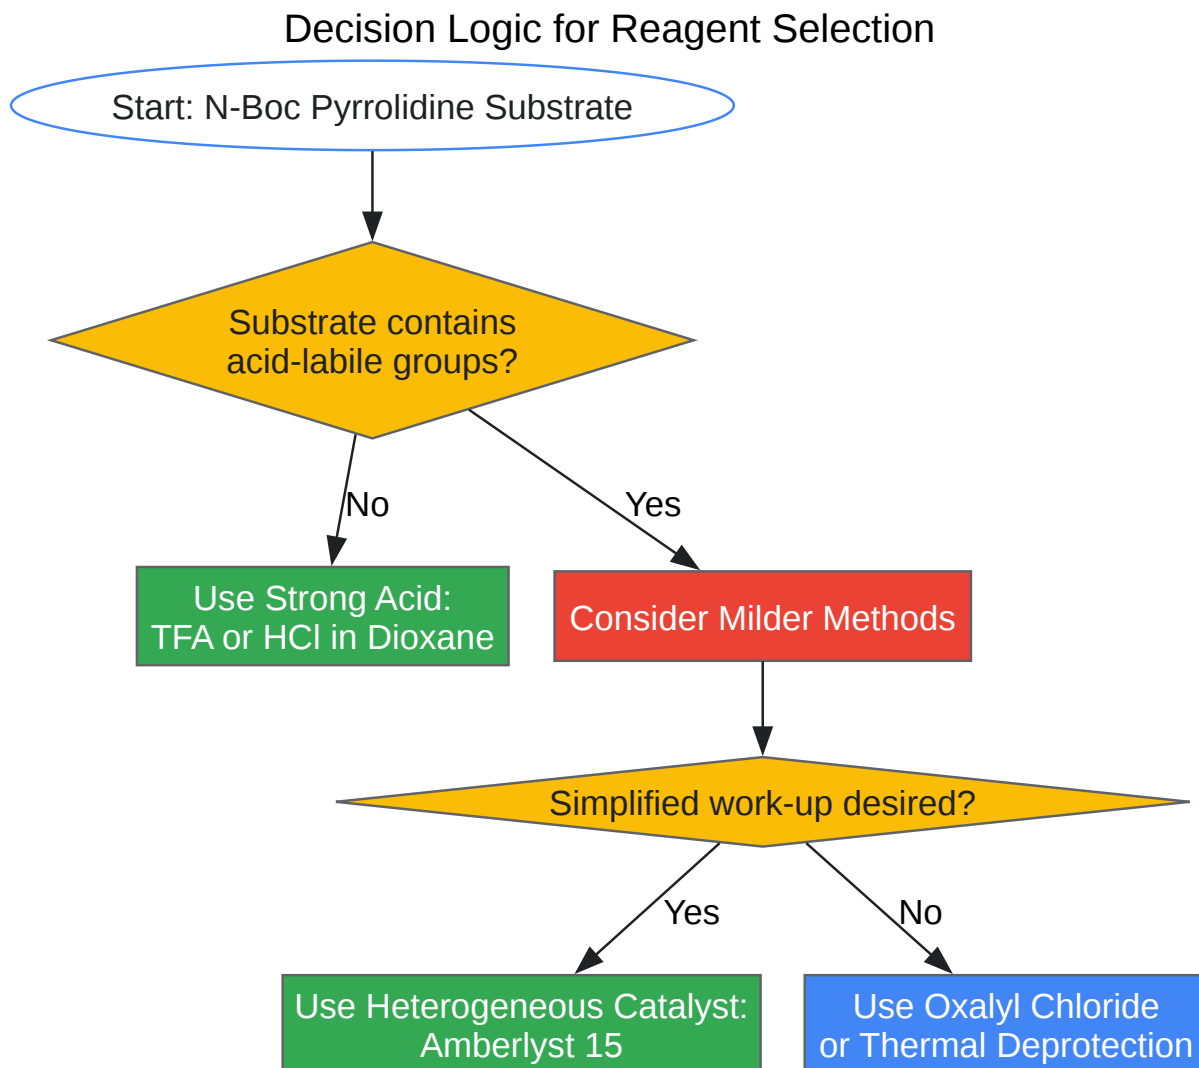 Decision Logic for Reagent Selection
Start: N-Boc Pyrrolidine Substrate
Substrate contains
acid-labile groups?
No
Yes
Use Strong Acid:
TFA or HCl in Dioxane
Consider Milder Methods
Simplified work-up desired?
Yes
No
Use Heterogeneous Catalyst:
Amberlyst 15
Use Oxalyl Chloride
or Thermal Deprotection